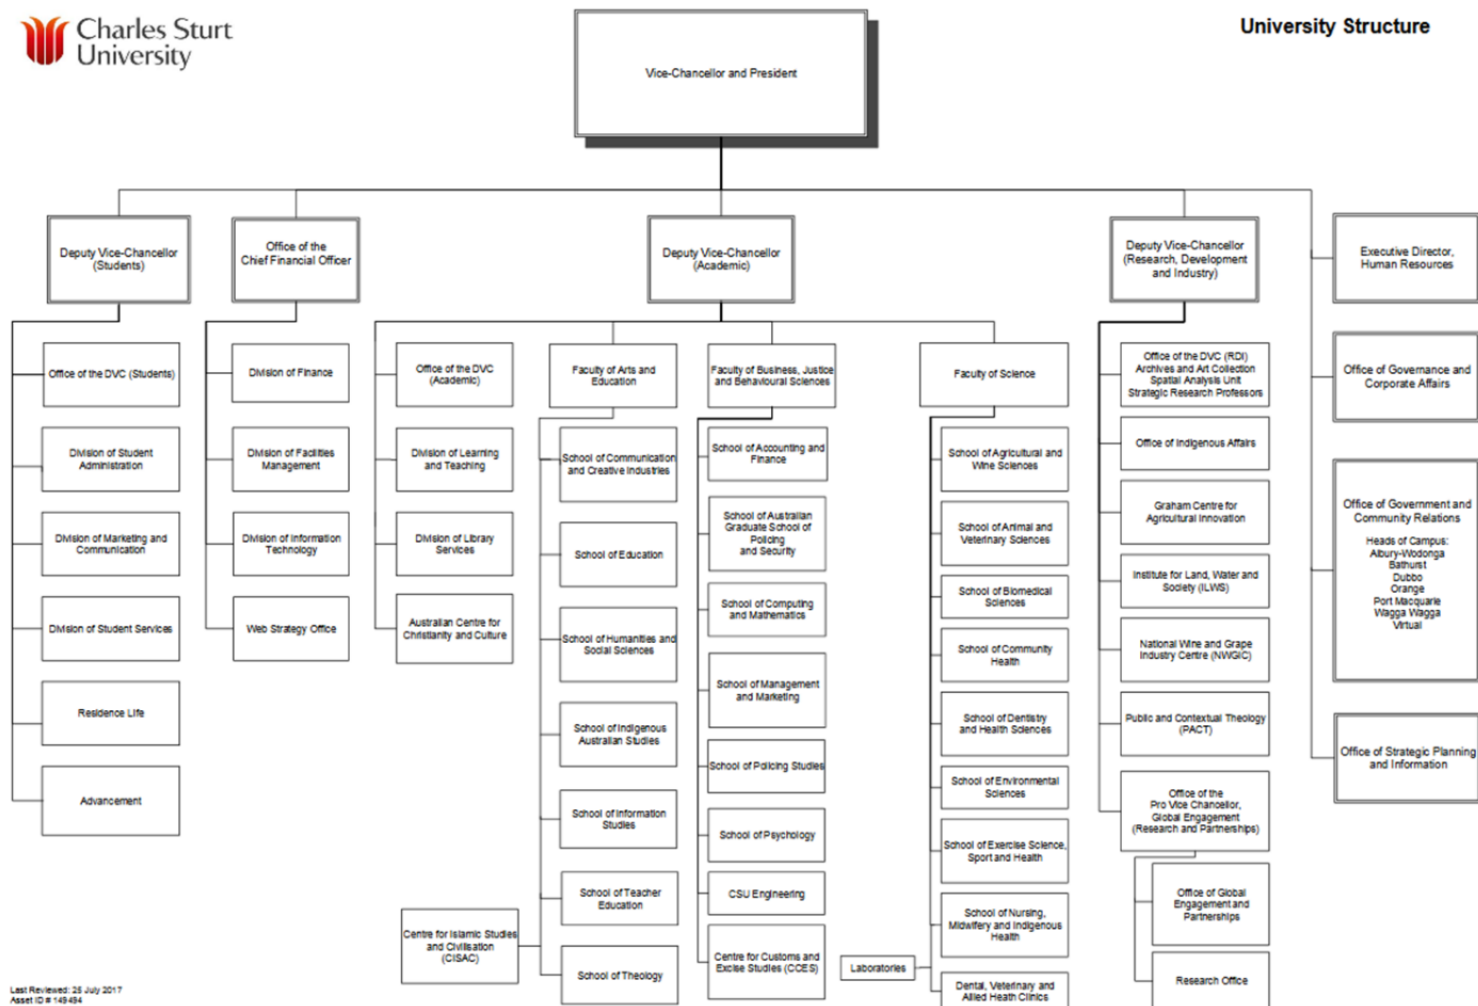 Charles Sturt
University
University Structure
Vice-Chancellor and President
Deputy Vice-Chancellor
(Students)
Office of the
Chief Financial Officer
Deputy Vice-Chancellor
(Academic)
Deputy Vice-Chancellor
(Research, Development
and Industry)
Executive Director,
Human Resources
Office of Governance and
Corporate Affairs
Office of Government and
Community Relations
Heads of Campus:
Albury-Wodonga
Bathurst
Dubbo
Orange
Port Macquarie
Wagga Wagga
Virtual
Office of Strategic Planning
and Information
Office of the DVC (Students)
Division of Student
Administration
Division of Marketing and
Communication
Division of Student Services
Residence Life
Advancement
Division of Finance
Division of Facilities
Management
Division of Information
Technology
Web Strategy Office
Office of the DVC
(Academic)
Division of Learning
and Teaching
Division of Library
Services
Australian Centre for
Christianity and Culture
Faculty of Arts and
Education
School of Communication
and Creative Industries
School of Education
School of Humanities and
Social Sciences
School of Indigenous
Australian Studies
School of Information
Studies
School of Teacher
Education
Centre for Islamic Studies
and Civilisation
(CISAC)
School of Theology
Faculty of Business, Justice
and Behavioural Sciences
School of Accounting and
Finance
School of Australian
Graduate School of
Policing
and Security
School of Computing
and Mathematics
School of Management
and Marketing
School of Policing Studies
School of Psychology
CSU Engineering
Centre for Customs and
Excise Studies (CCES)
Faculty of Science
School of Agricultural and
Wine Sciences
School of Animal and
Veterinary Sciences
School of Biomedical
Sciences
School of Community
Health
School of Dentistry
and Health Sciences
School of Environmental
Sciences
School of Exercise Science,
Sport and Health
School of Nursing,
Midwifery and Indigenous
Health
Laboratories
Dental, Veterinary and
Allied Heath Clinics
Office of the DVC (RDI)
Archives and Art Collection
Spatial Analysis Unit
Strategic Research Professors
Office of Indigenous Affairs
Graham Centre for
Agricultural Innovation
Institute for Land, Water and
Society (ILWS)
National Wine and Grape
Industry Centre (NWGIC)
Public and Contextual Theology
(PACT)
Office of the
Pro Vice Chancellor,
Global Engagement
(Research and Partnerships)
Office of Global
Engagement and
Partnerships
Research Office
Last Reviewed: 25 July 2017
Asset ID # 149494